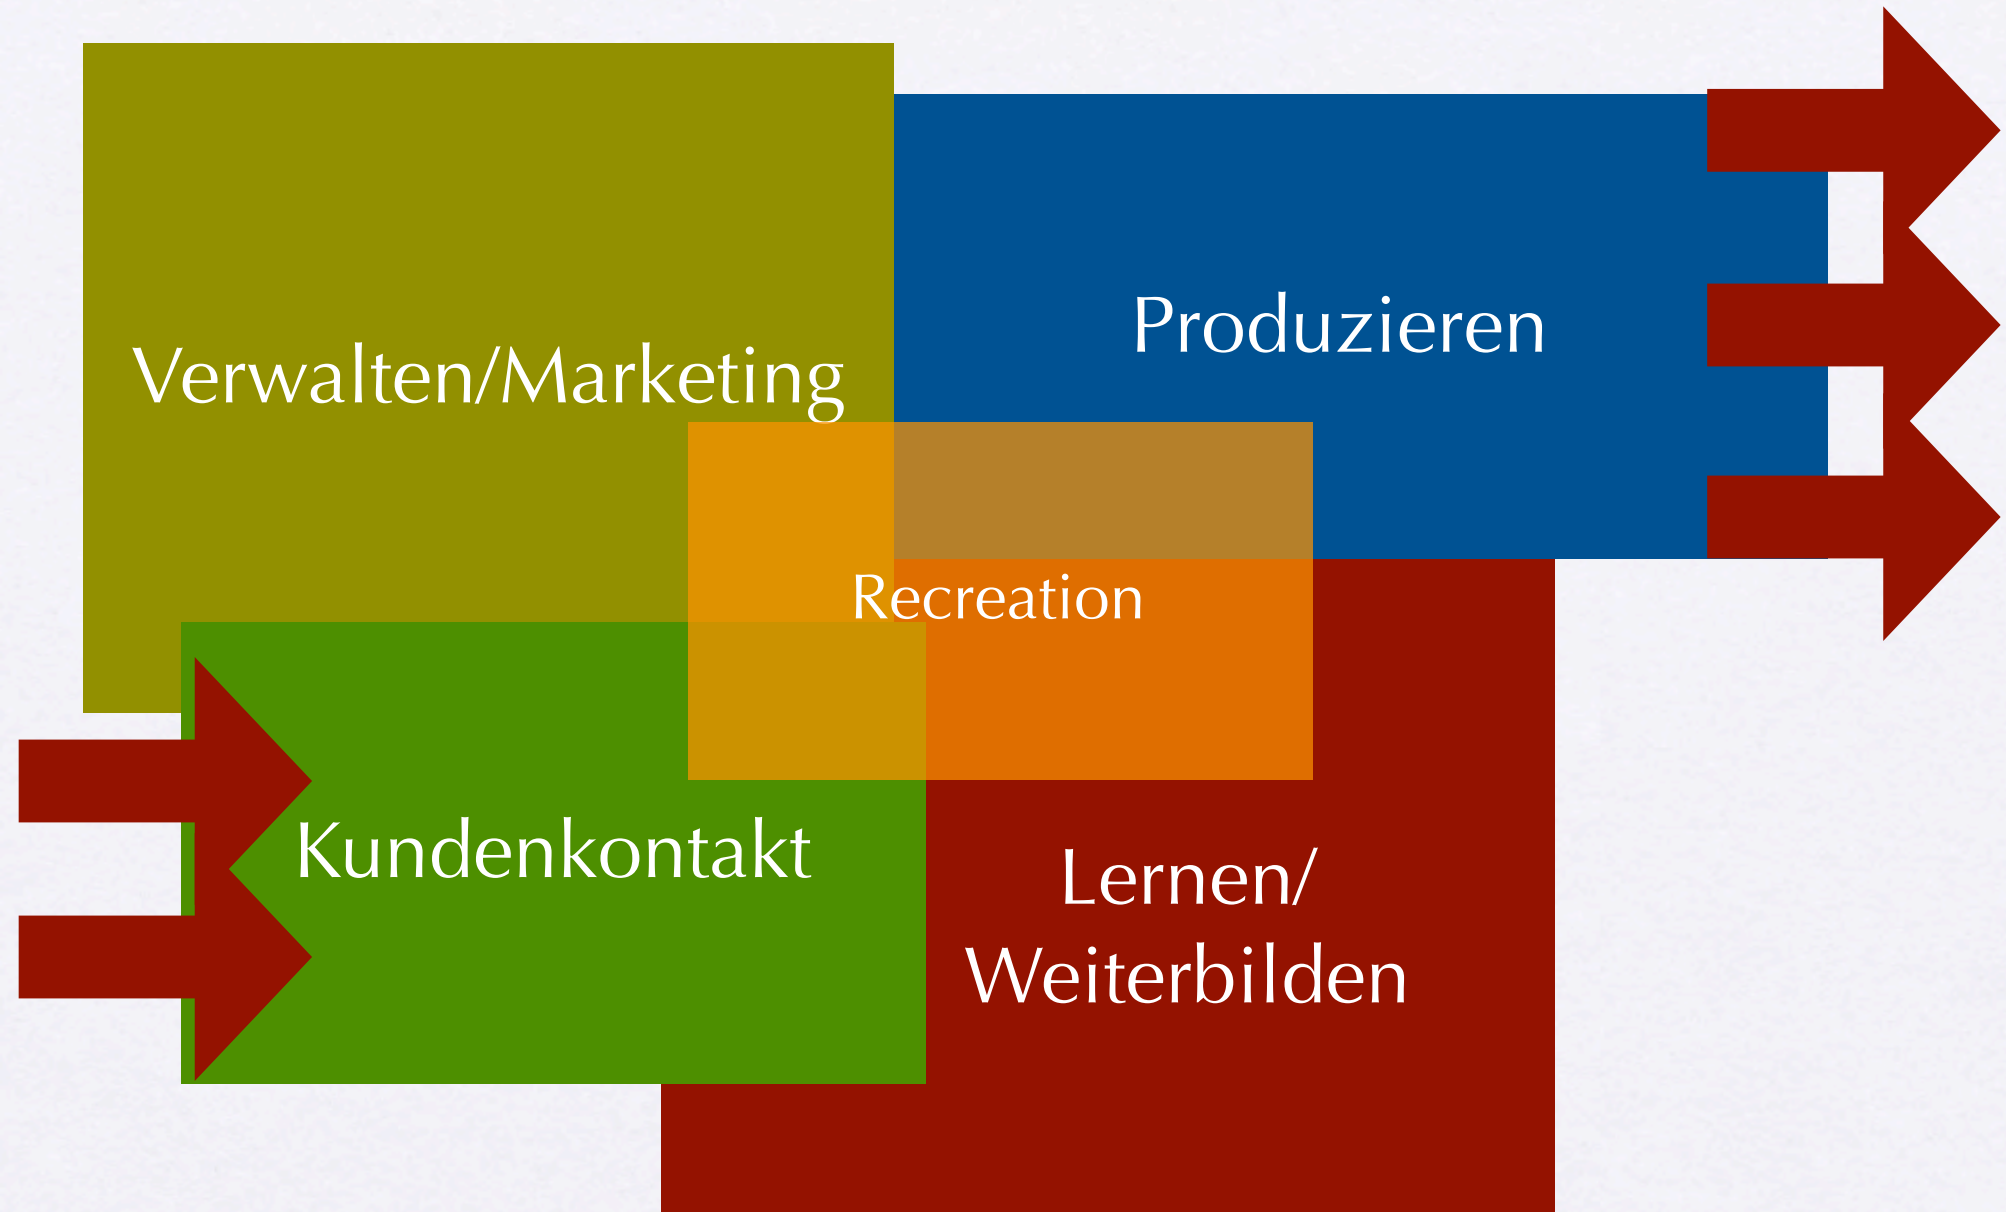 Verwalten/Marketing
Produzieren
Recreation
Kundenkontakt
Lernen/
Weiterbilden